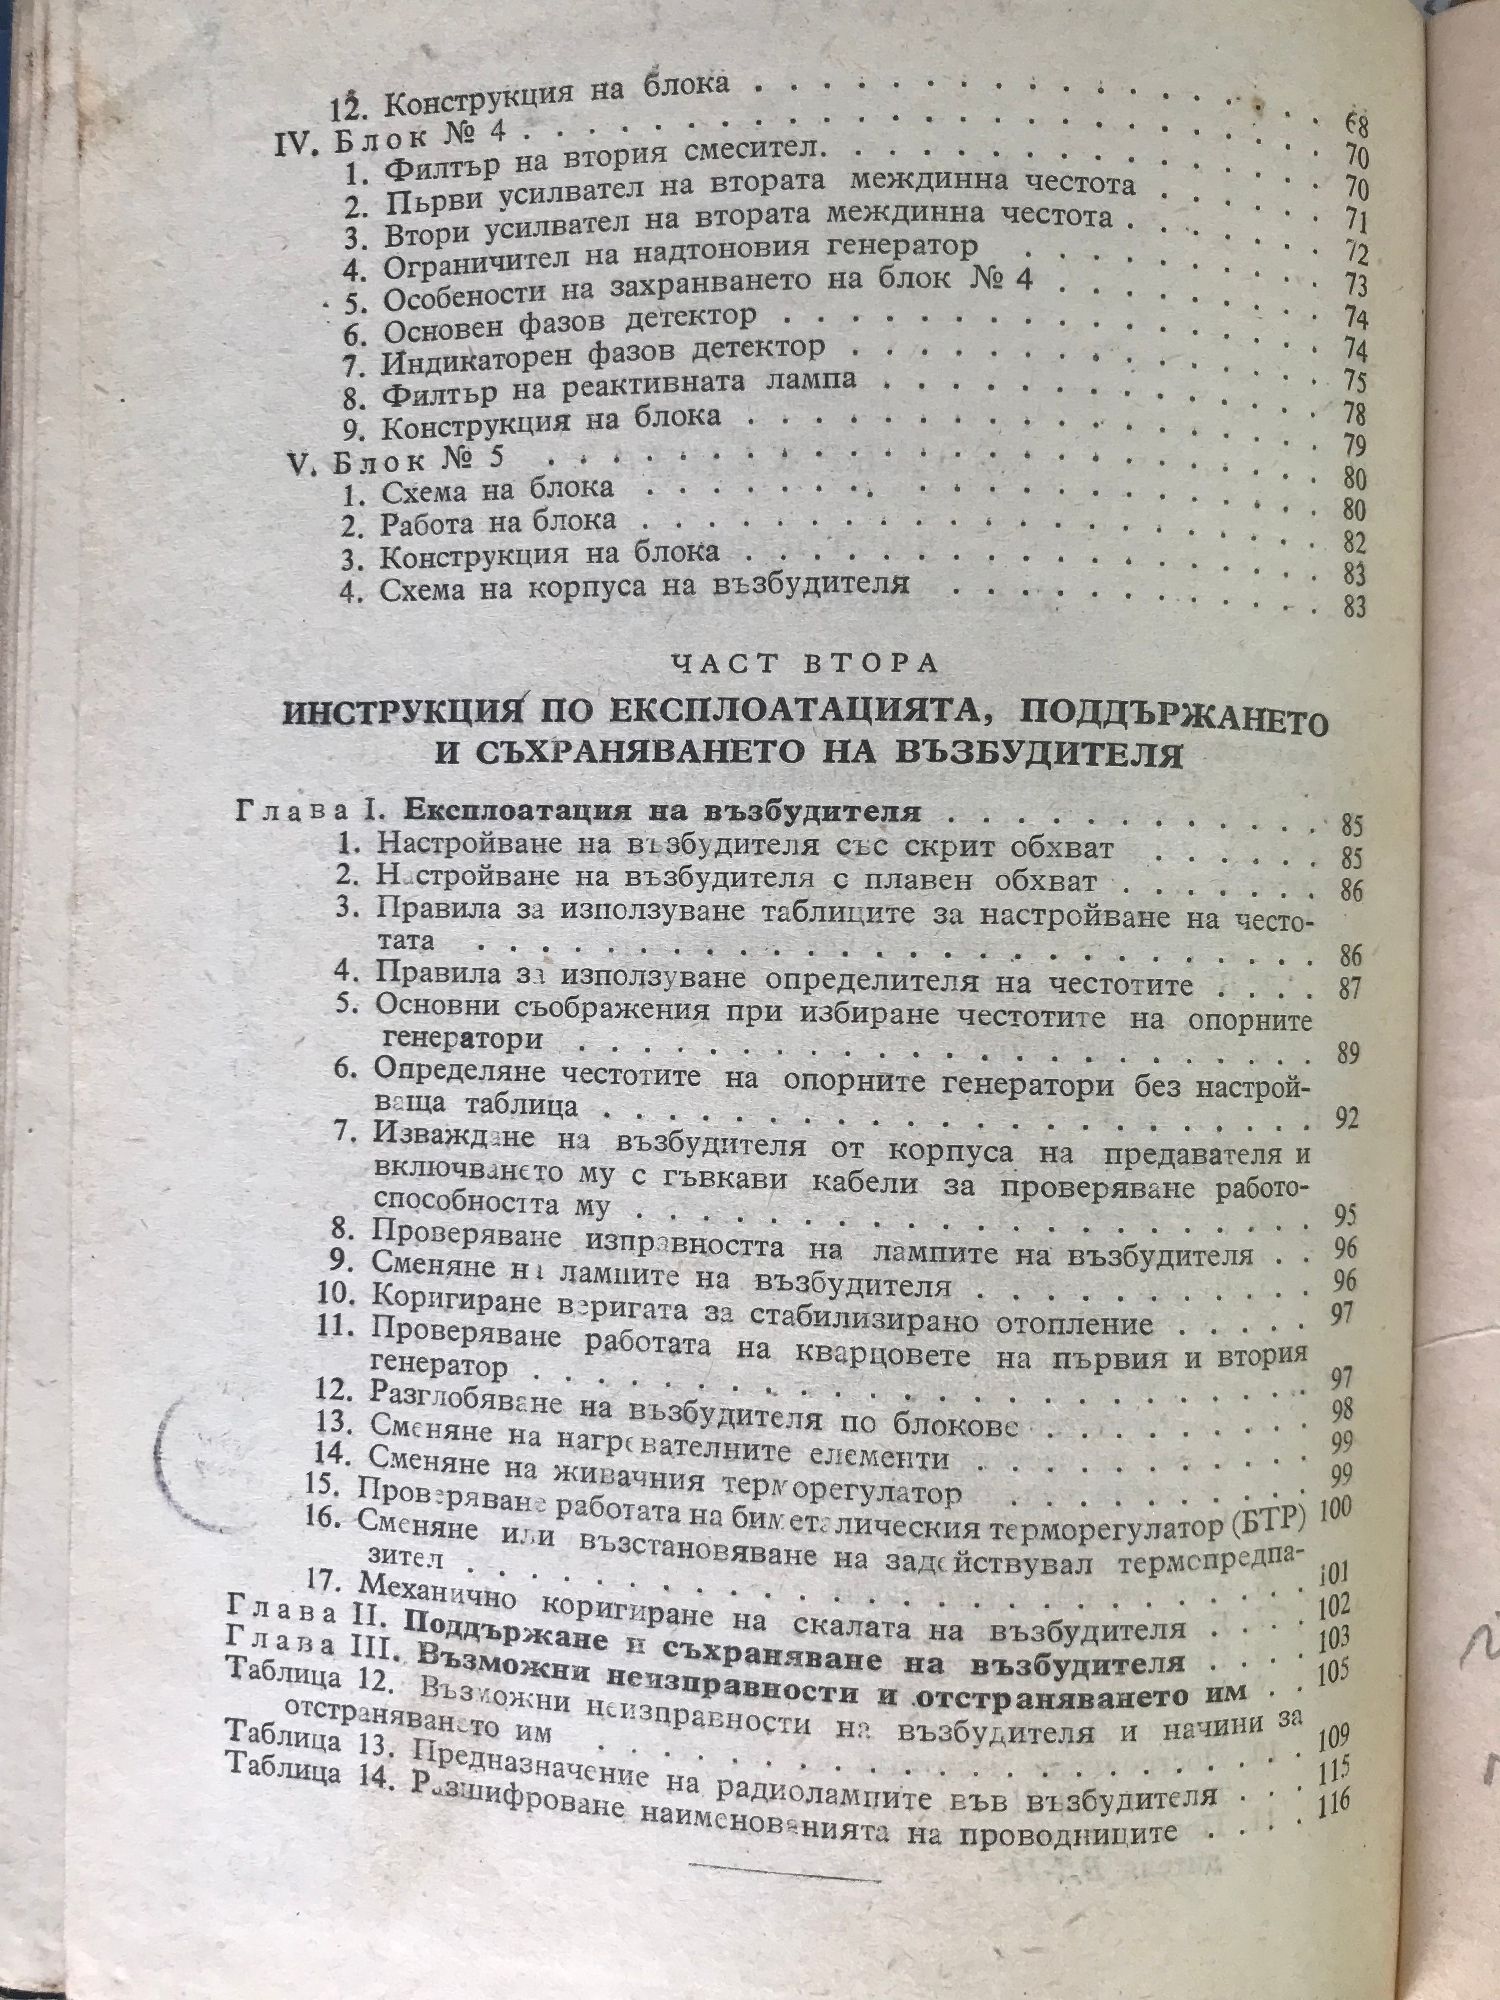 12. Конструкция на блока . . . . . . . . . . . . . . . . 68
IV. Блок № 4 . . . . . . . . . . . . . . . . . . . . . . 70
1. Филтър на втория смесител. . . . . . . . . . . . . . 70
2. Първи усилвател на втората междинна честота . . . . . 71
3. Втори усилвател на втората междинна честота . . . . . 72
4. Ограничител на надтоновия генератор . . . . . . . . . 73
5. Особености на захранването на блок № 4 . . . . . . . 74
6. Основен фазов детектор . . . . . . . . . . . . . . . 74
7. Индикаторен фазов детектор . . . . . . . . . . . . . 75
8. Филтър на реактивната лампа . . . . . . . . . . . . . 78
9. Конструкция на блока . . . . . . . . . . . . . . . . 79
V. Блок № 5 . . . . . . . . . . . . . . . . . . . . . . 80
1. Схема на блока . . . . . . . . . . . . . . . . . . . 80
2. Работа на блока . . . . . . . . . . . . . . . . . . . 82
3. Конструкция на блока . . . . . . . . . . . . . . . . 83
4. Схема на корпуса на възбудителя . . . . . . . . . . . 83
ЧАСТ ВТОРА
ИНСТРУКЦИЯ ПО ЕКСПЛОАТАЦИЯТА, ПОДДЪРЖАНЕТО
И СЪХРАНЯВАНЕТО НА ВЪЗБУДИТЕЛЯ
Глава I. Експлоатация на възбудителя . . . . . . . . . . 85
1. Настройване на възбудителя със скрит обхват . . . . . 85
2. Настройване на възбудителя с плавен обхват . . . . . . 86
3. Правила за използуване таблиците за настройване на често-
тата . . . . . . . . . . . . . . . . . . . . . . . . . 86
4. Правила за използуване определителя на честотите . . . . 87
5. Основни съображения при избиране честотите на опорните
генератори . . . . . . . . . . . . . . . . . . . . . . 89
6. Определяне честотите на опорните генератори без настрой-
ваща таблица . . . . . . . . . . . . . . . . . . . . . 92
7. Изваждане на възбудителя от корпуса на предавателя и
включването му с гъвкави кабели за проверяване работо-
способността му . . . . . . . . . . . . . . . . . . . . 95
8. Проверяване изправността на лампите на възбудителя . . 96
9. Сменяне на лампите на възбудителя . . . . . . . . . . 96
10. Коригиране веригата за стабилизирано отопление . . . . . 97
11. Проверяване работата на кварцовете на първия и втория
генератор . . . . . . . . . . . . . . . . . . . . . . . 97
12. Разглобяване на възбудителя по блокове . . . . . . . . 98
13. Сменяне на нагревателните елементи . . . . . . . . . . 99
14. Сменяне на живачния терморегулатор . . . . . . . . . . 99
15. Проверяване работата на биметалическия терморегулатор (БТР) 100
16. Сменяне или възстановяване на задействувал термопредпа-
зител . . . . . . . . . . . . . . . . . . . . . . . . . 101
17. Механично коригиране на скалата на възбудителя . . . . 102
Глава II. Поддържане и съхраняване на възбудителя . . . . 103
Глава III. Възможни неизправности и отстраняването им . . 105
Таблица 12. Възможни неизправности на възбудителя и начини за
отстраняването им . . . . . . . . . . . . . . . . . . . 109
Таблица 13. Предназначение на радиолампите във възбудителя . . . 115
Таблица 14. Разшифроване наименованията на проводниците . . . . 116